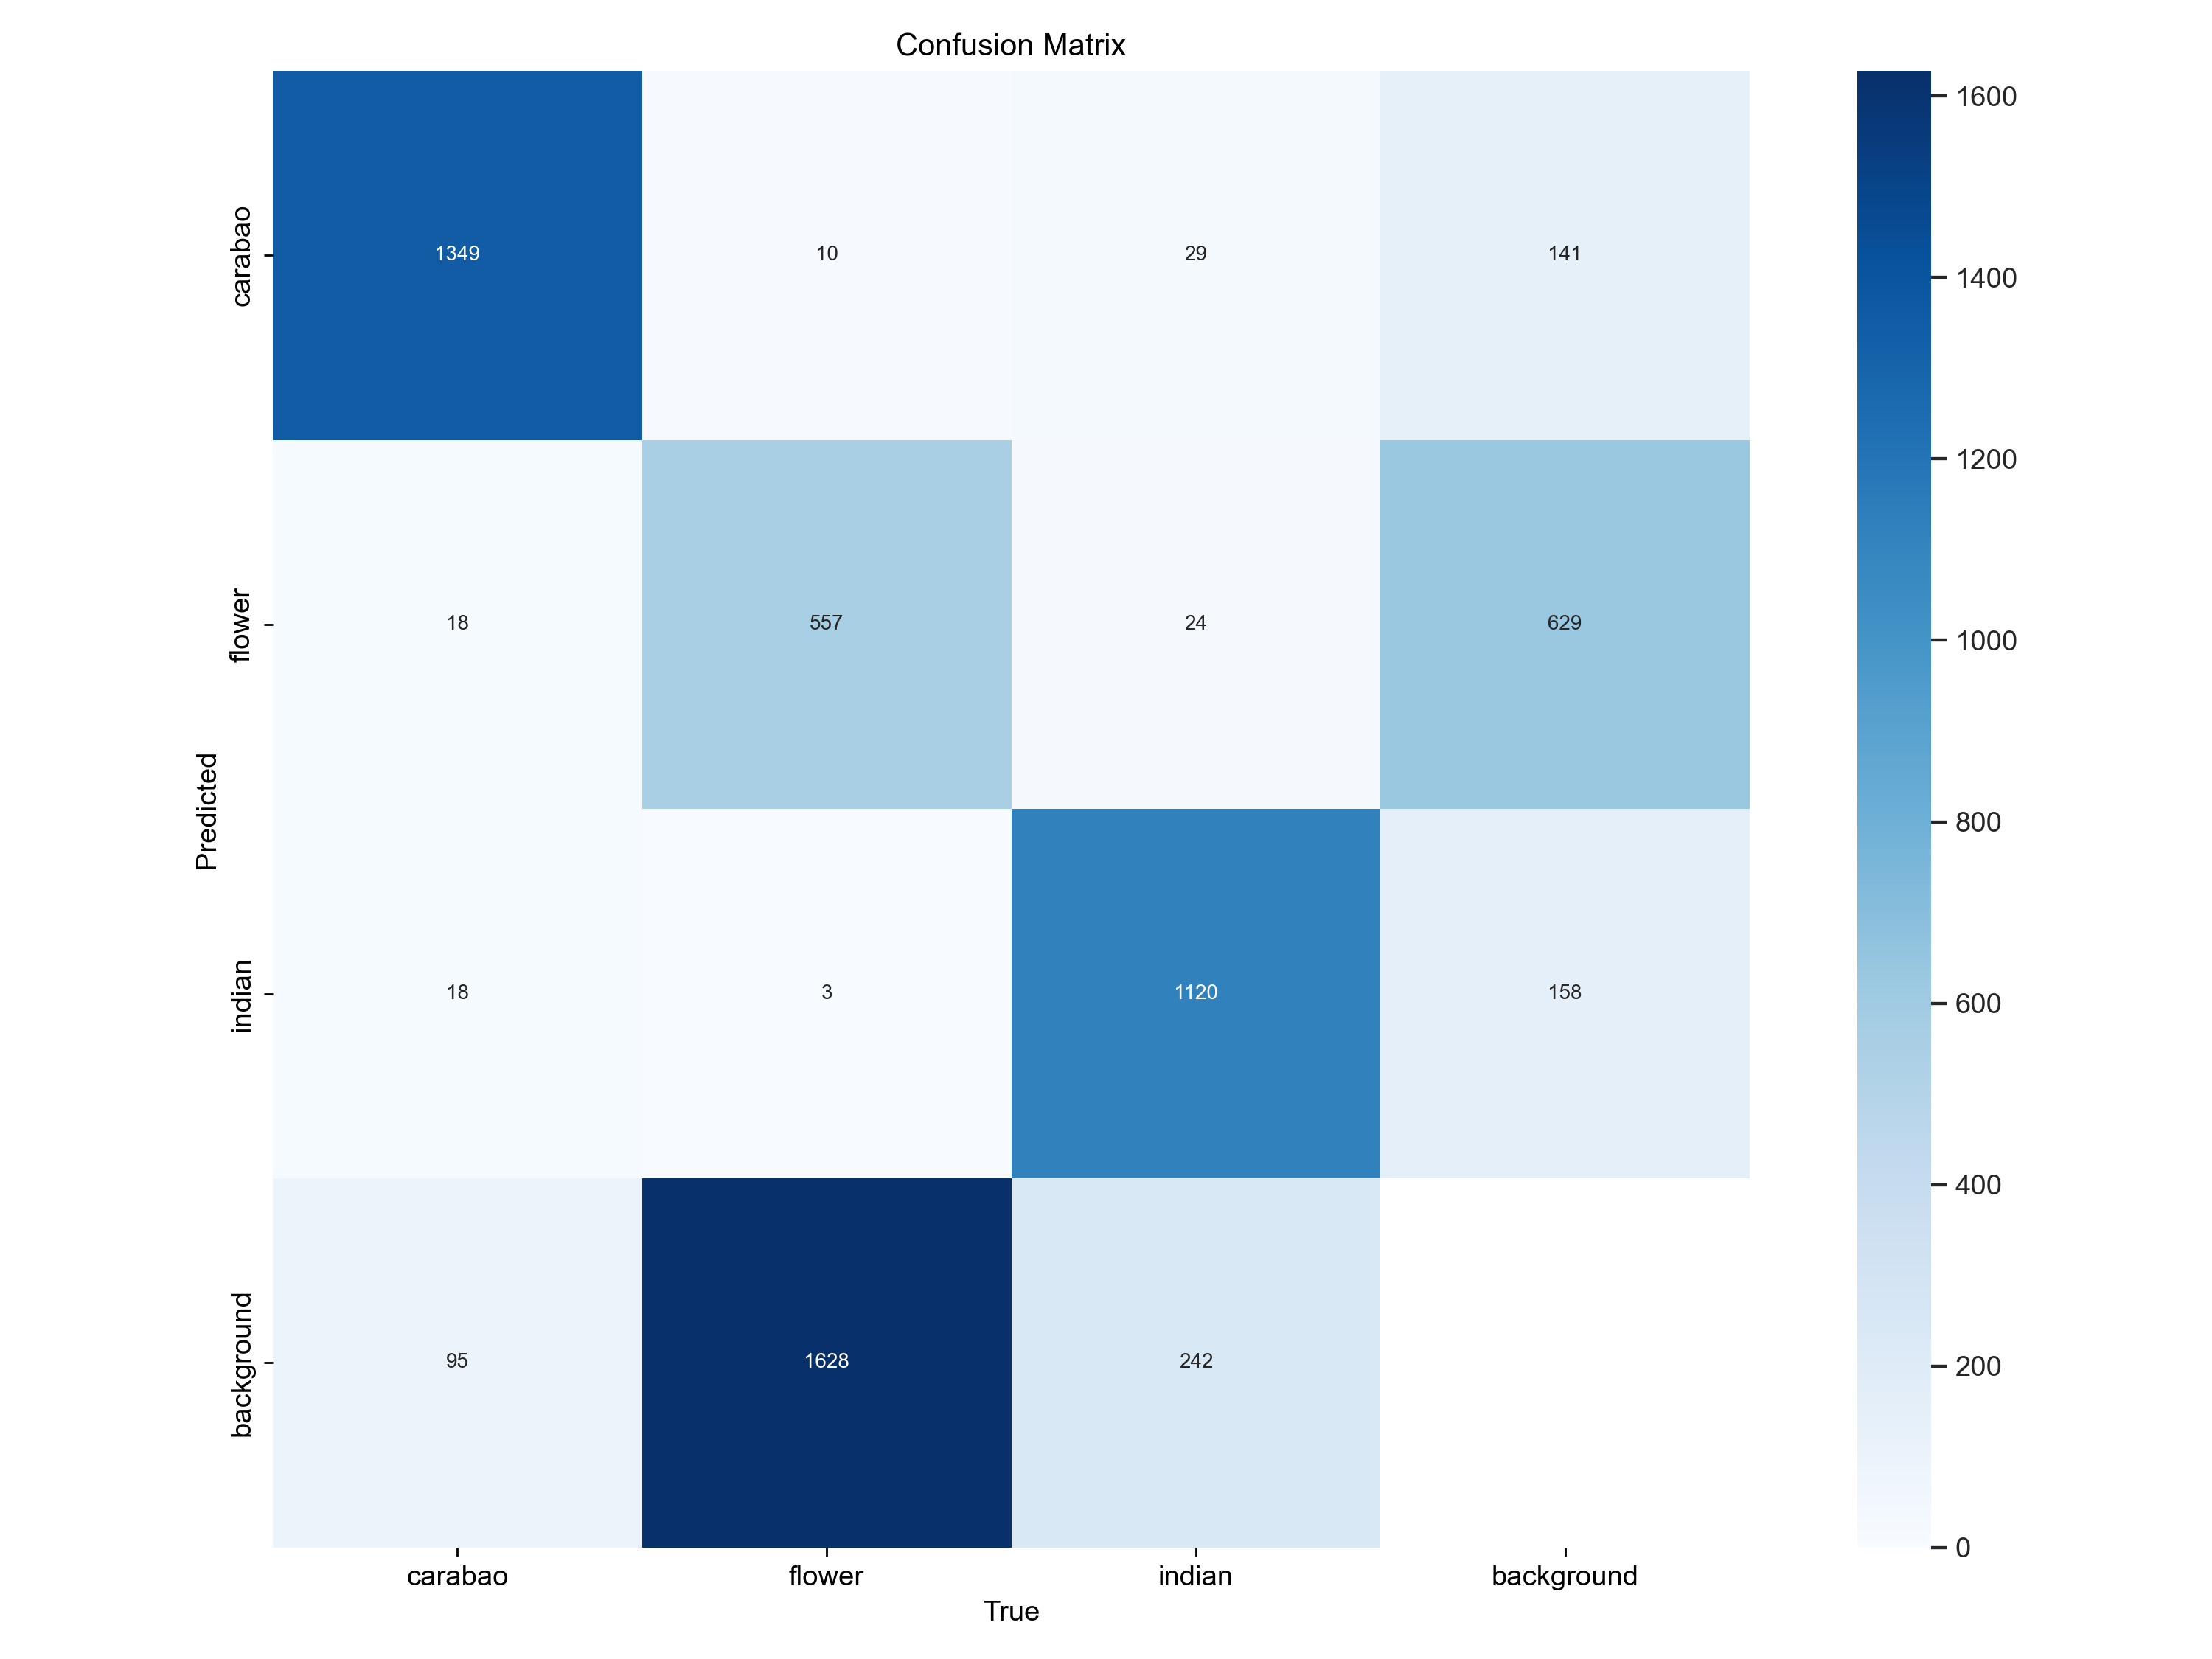 Confusion Matrix
carabao
1349
10
29
141
flower
18
557
24
629
indian
18
3
1120
158
background
95
1628
242
Predicted
carabao
flower
indian
background
True
1600
1400
1200
1000
800
600
400
200
0